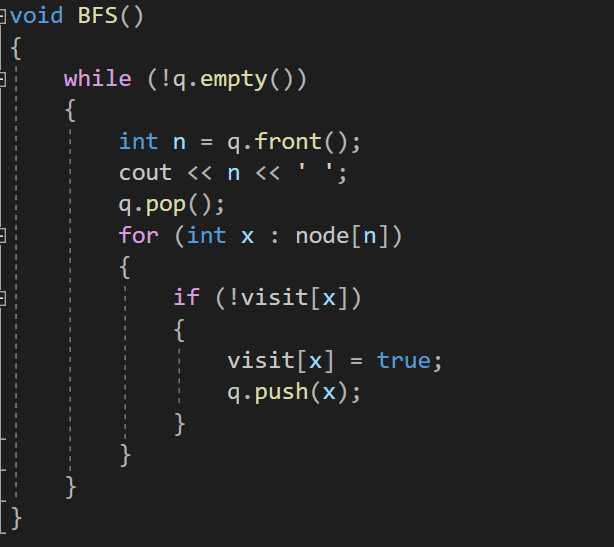 void BFS()
{
    while (!q.empty())
    {
        int n = q.front();
        cout << n << ' ';
        q.pop();
        for (int x : node[n])
        {
            if (!visit[x])
            {
                visit[x] = true;
                q.push(x);
            }
        }
    }
}